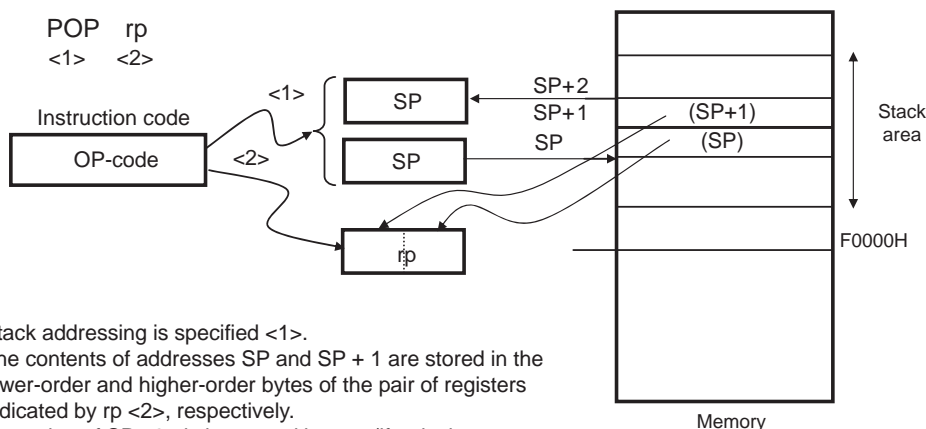 POP rp
<1> <2>
Instruction code
OP-code
<1>
<2>
SP
SP
rp
SP+2
SP+1
SP
(SP+1)
(SP)
Stack
area
F0000H
Memory
tack addressing is specified <1>.
he contents of addresses SP and SP + 1 are stored in the
wer-order and higher-order bytes of the pair of registers
dicated by rp <2>, respectively.